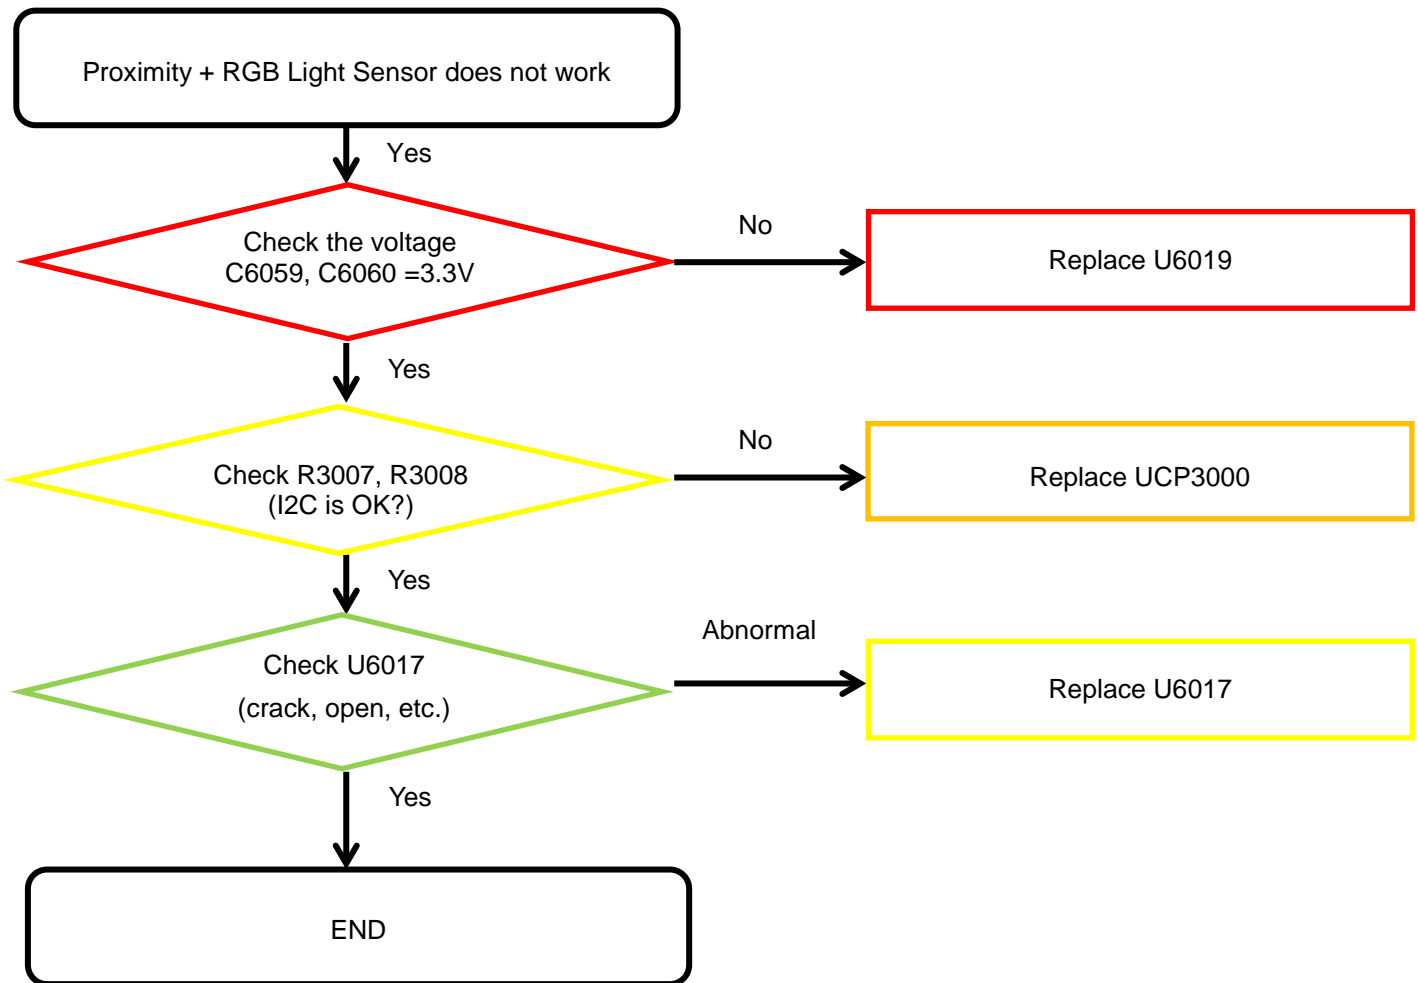 Proximity + RGB Light Sensor does not work
Yes
Check the voltage
C6059, C6060 =3.3V
No
Replace U6019
Yes
Check R3007, R3008
(I2C is OK?)
No
Replace UCP3000
Yes
Check U6017
(crack, open, etc.)
Abnormal
Replace U6017
Yes
END